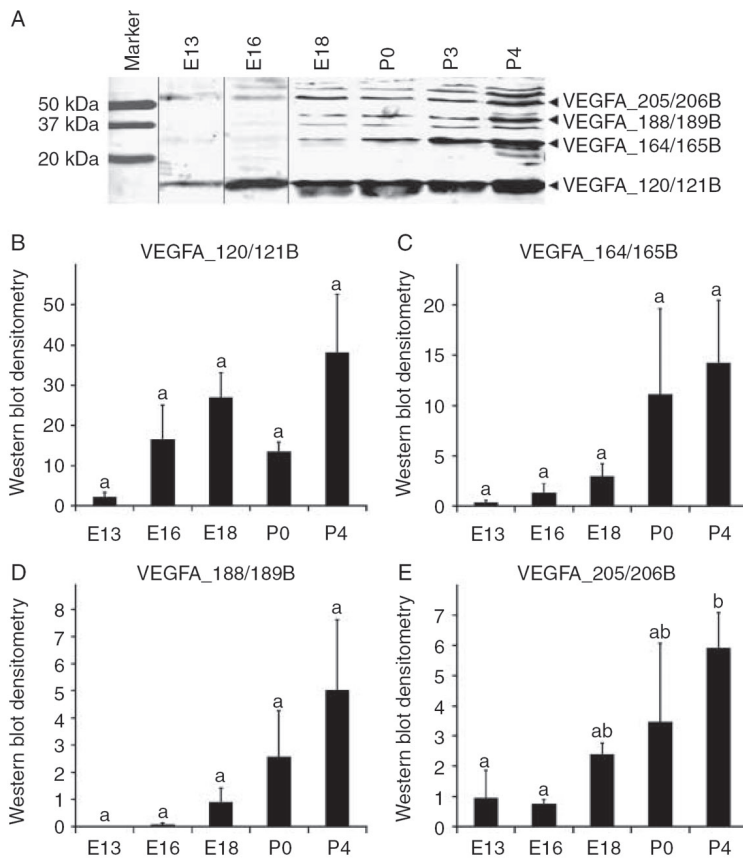 A
Marker E13 E16 E18 P0 P3 P4
50 kDa
37 kDa
20 kDa
VEGFA_205/206B
VEGFA_188/189B
VEGFA_164/165B
VEGFA_120/121B
B
VEGFA_120/121B
Western blot densitometry
50
40
30
20
10
0
a a a a a
E13 E16 E18 P0 P4
C
VEGFA_164/165B
Western blot densitometry
20
15
10
5
0
a a a a a
E13 E16 E18 P0 P4
D
VEGFA_188/189B
Western blot densitometry
8
7
6
5
4
3
2
1
0
a a a a a
E13 E16 E18 P0 P4
E
VEGFA_205/206B
Western blot densitometry
7
6
5
4
3
2
1
0
a a ab ab b
E13 E16 E18 P0 P4